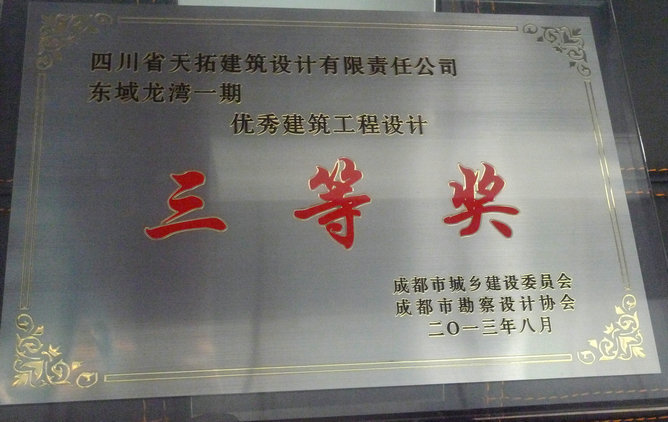 四川省天拓建筑设计有限责任公司
东域龙湾一期
优秀建筑工程设计
三等奖
成都市城乡建设委员会
成都市勘察设计协会
二〇一三年八月